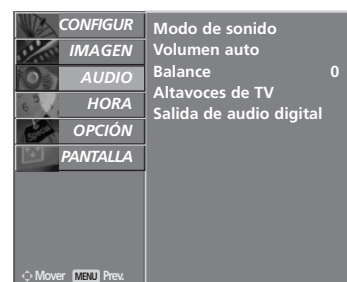 CONFIGUR
IMAGEN
AUDIO
HORA
OPCIÓN
PANTALLA
Modo de sonido
Volumen auto
Balance 0
Altavoces de TV
Salida de audio digital
Mover MENU Prev.